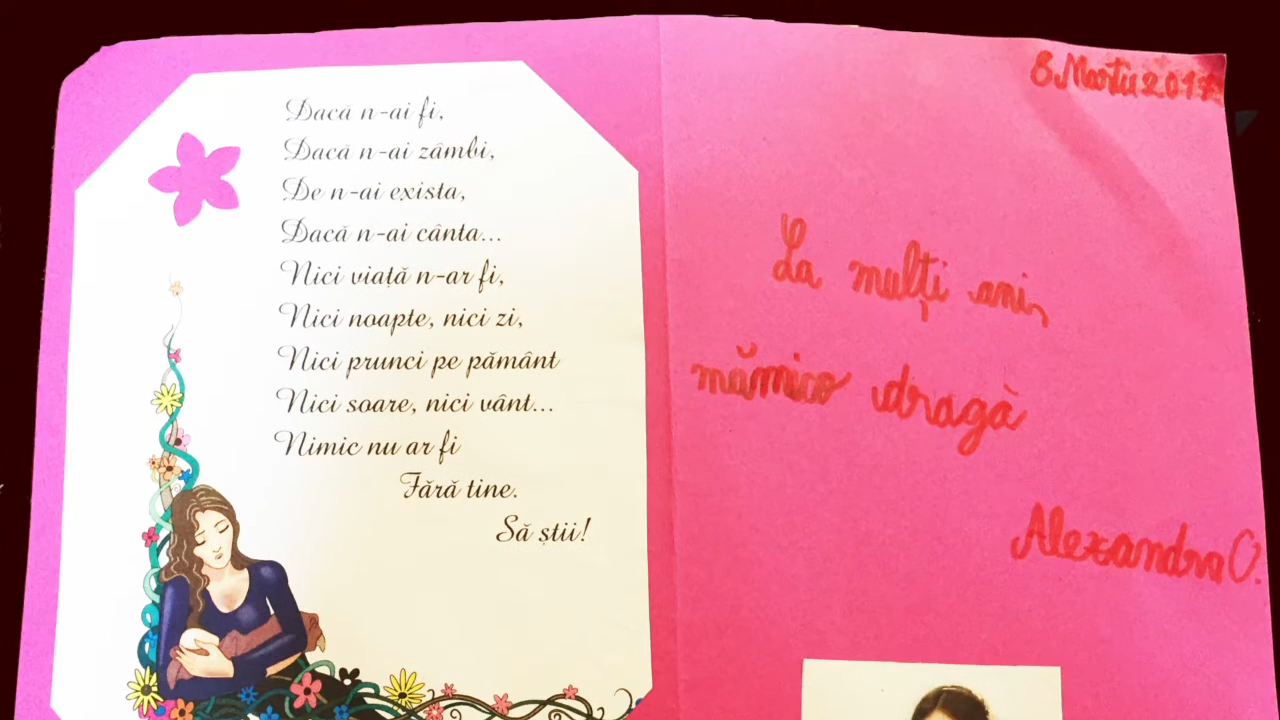 Dacă n-ai fi,
Dacă n-ai zâmbi,
De n-ai exista,
Dacă n-ai cânta...
Nici viață n-ar fi,
Nici noapte, nici zi,
Nici prunci pe pământ
Nici soare, nici vânt...
Nimic nu ar fi
Fără tine.
Să știi!
8 Martie
La mulți ani,
mămico dragă
Alexandra O.